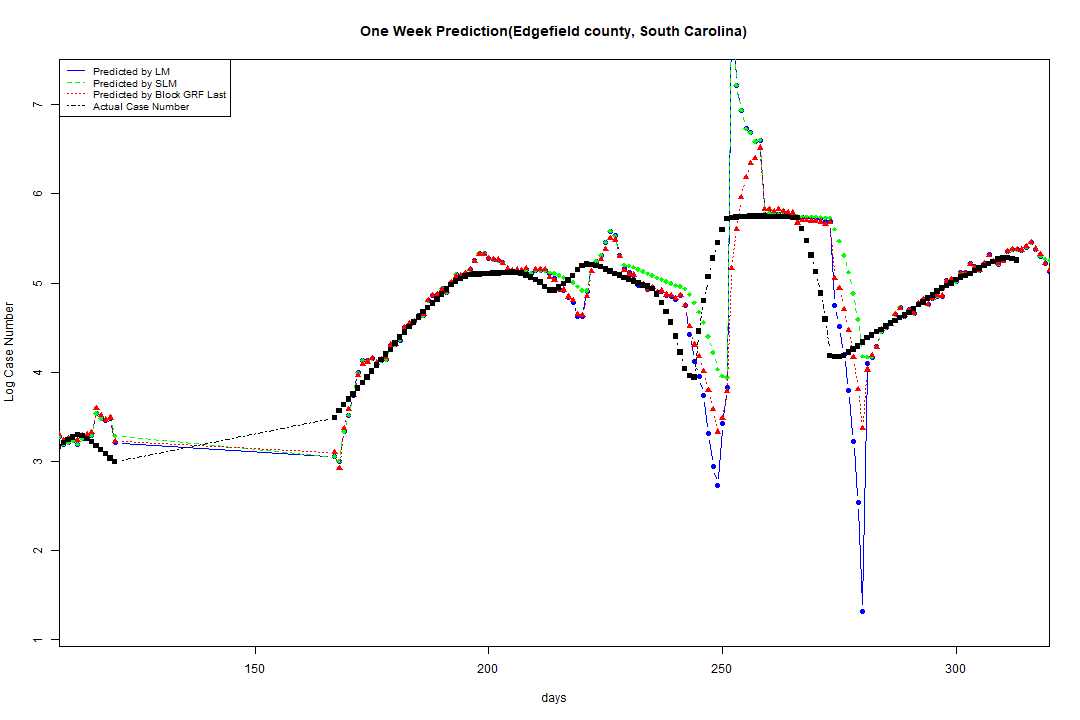 One Week Prediction(Edgefield county, South Carolina)
Predicted by LM
Predicted by SLM
Predicted by Block GRF Last
Actual Case Number
7
6
5
4
3
2
1
Log Case Number
150 200 250 300
days